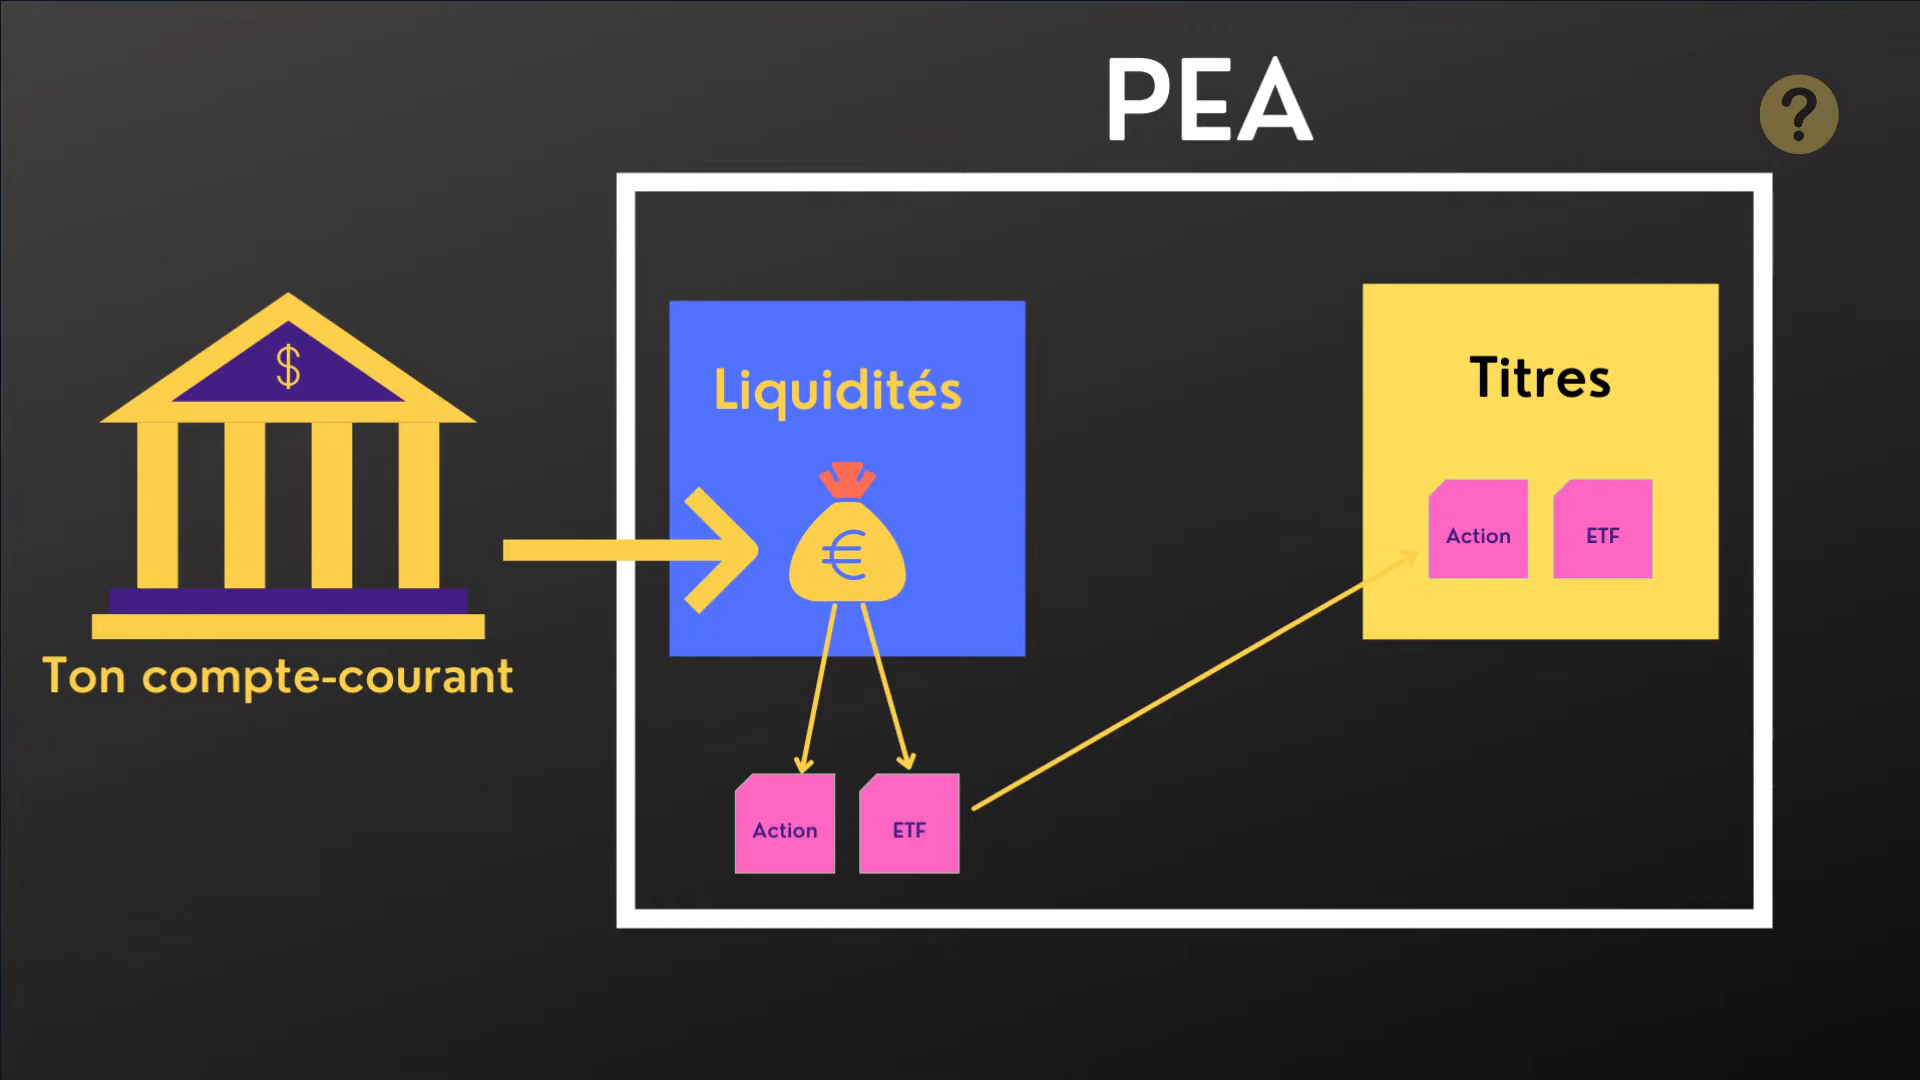 PEA
?
$
Ton compte-courant
Liquidités
€
Action
ETF
Titres
Action
ETF